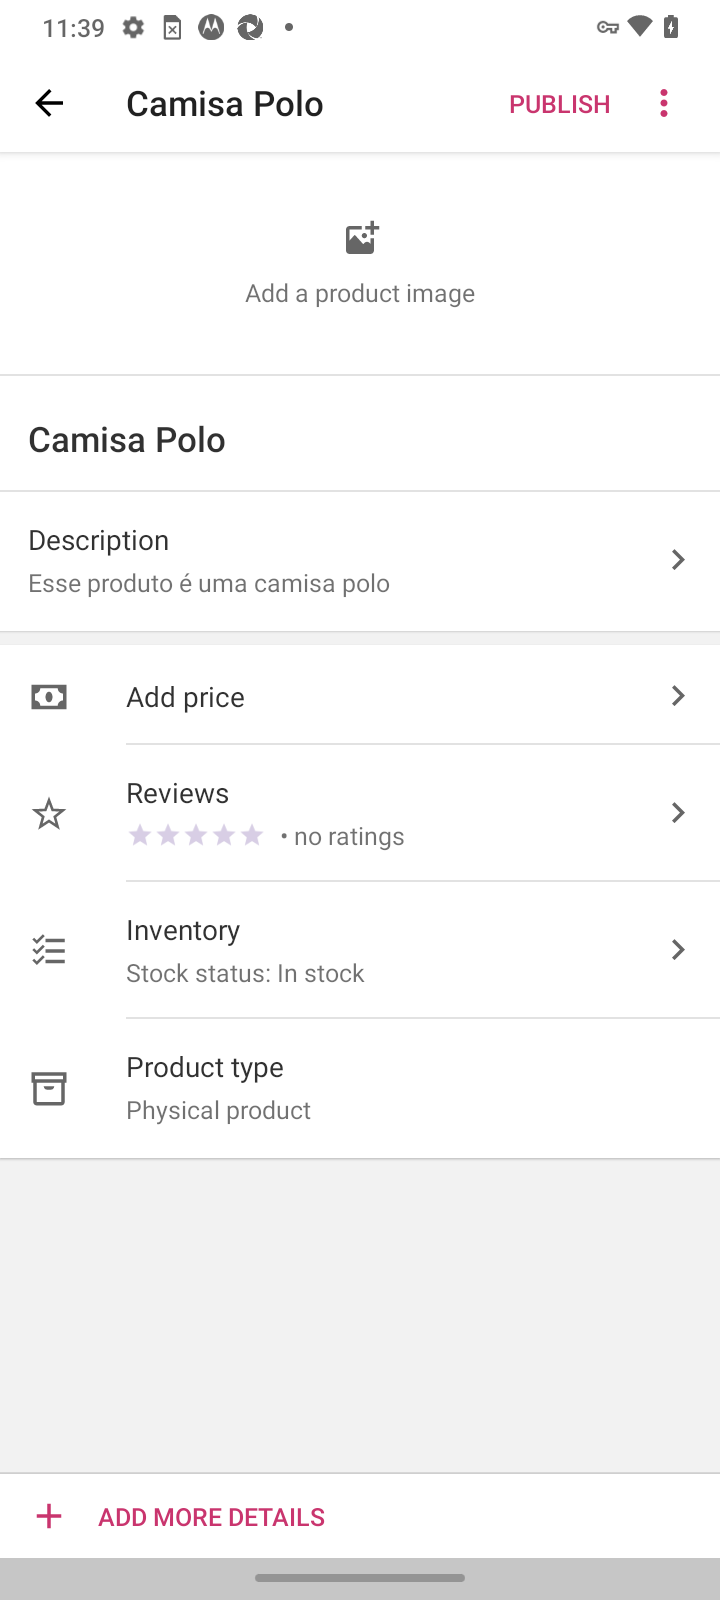 11:39
Camisa Polo
PUBLISH
Add a product image
Camisa Polo
Description
Esse produto é uma camisa polo
Add price
Reviews
• no ratings
Inventory
Stock status: In stock
Product type
Physical product
ADD MORE DETAILS